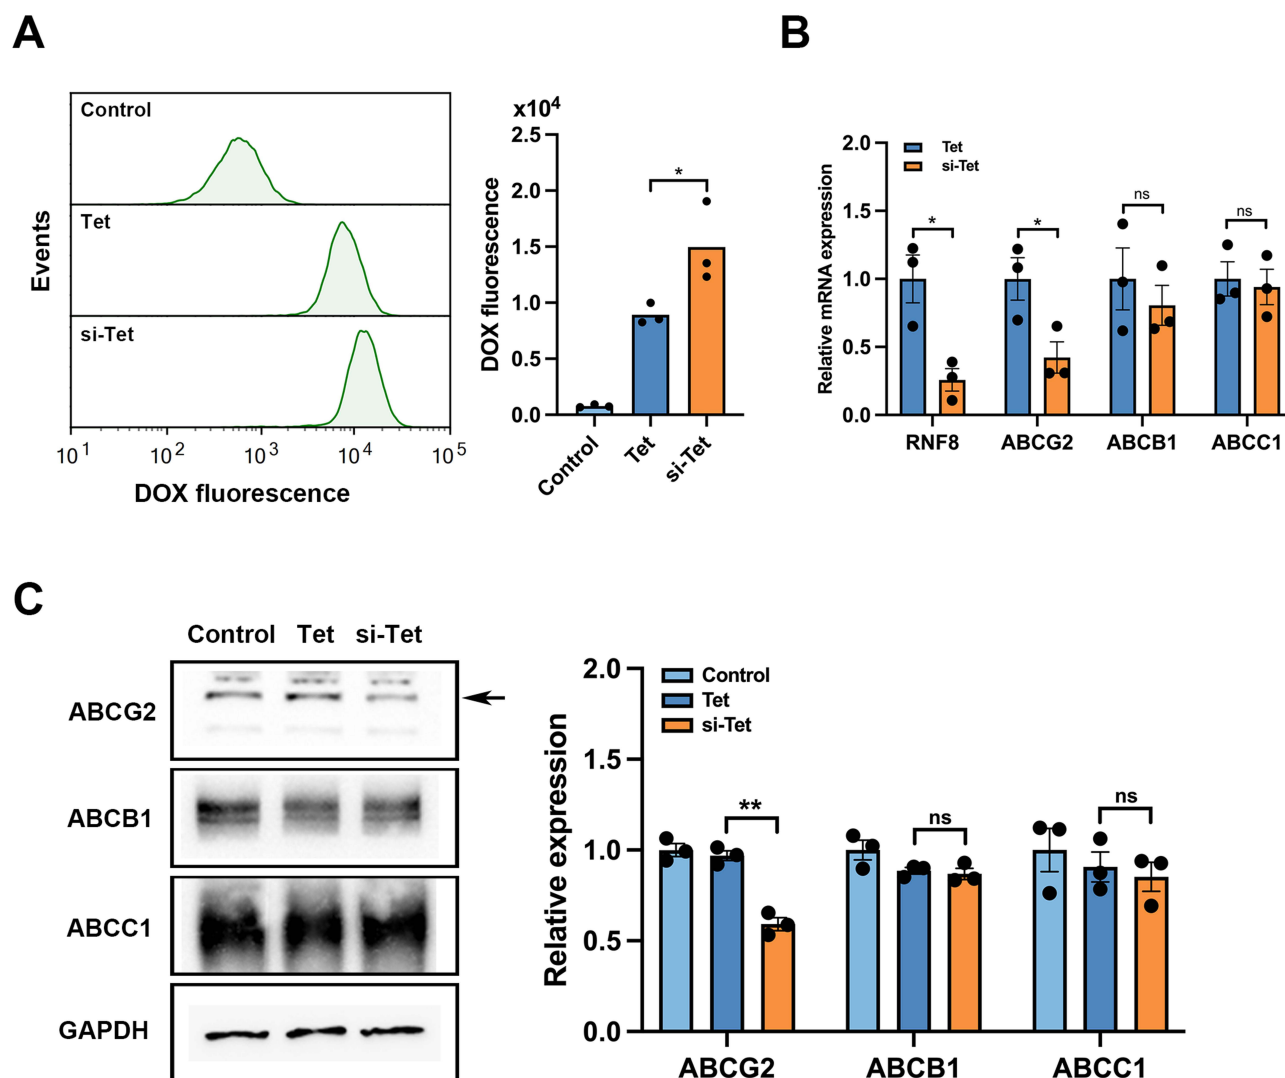 A
B
Control
Tet
si-Tet
Events
10¹ 10² 10³ 10⁴ 10⁵
DOX fluorescence
x10⁴
DOX fluorescence
2.5
2.0
1.5
1.0
0.5
0.0
*
Control
Tet
si-Tet
Relative mRNA expression
2.0
1.5
1.0
0.5
0.0
Tet
si-Tet
* * ns ns
RNF8 ABCG2 ABCB1 ABCC1
C
Control Tet si-Tet
ABCG2
ABCB1
ABCC1
GAPDH
Relative expression
2.0
1.5
1.0
0.5
0.0
Control
Tet
si-Tet
** ns ns
ABCG2 ABCB1 ABCC1